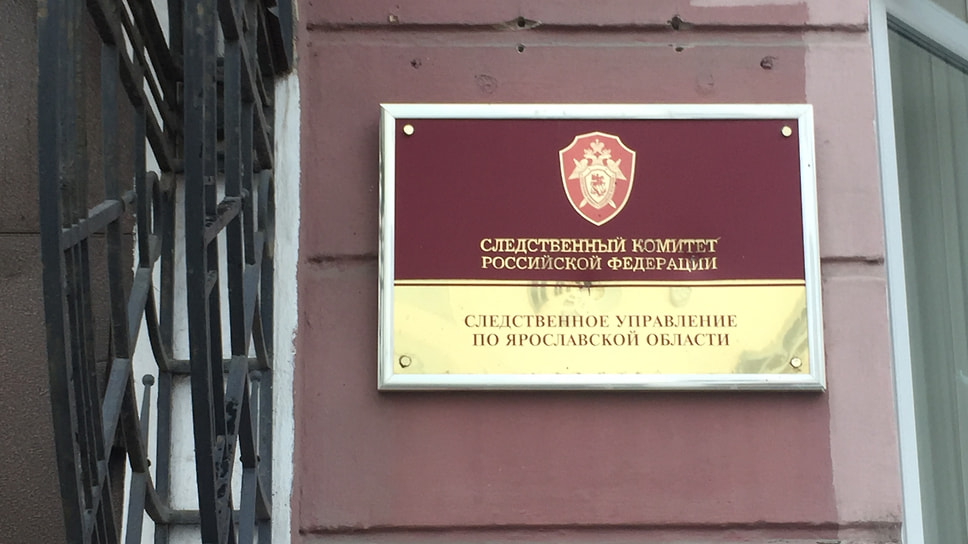 СЛЕДСТВЕННЫЙ КОМИТЕТ
РОССИЙСКОЙ ФЕДЕРАЦИИ
СЛЕДСТВЕННОЕ УПРАВЛЕНИЕ
ПО ЯРОСЛАВСКОЙ ОБЛАСТИ